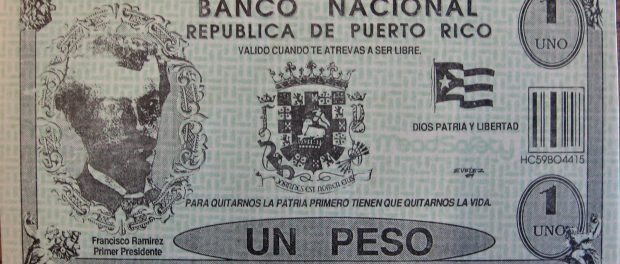 BANCO NACIONAL
REPUBLICA DE PUERTO RICO
VALIDO CUANDO TE ATREVAS A SER LIBRE.
1
UNO
DIOS PATRIA Y LIBERTAD
HC59BO4415
PARA QUITARNOS LA PATRIA PRIMERO TIENEN QUE QUITARNOS LA VIDA.
1
UNO
Francisco Ramirez
Primer Presidente
UN PESO